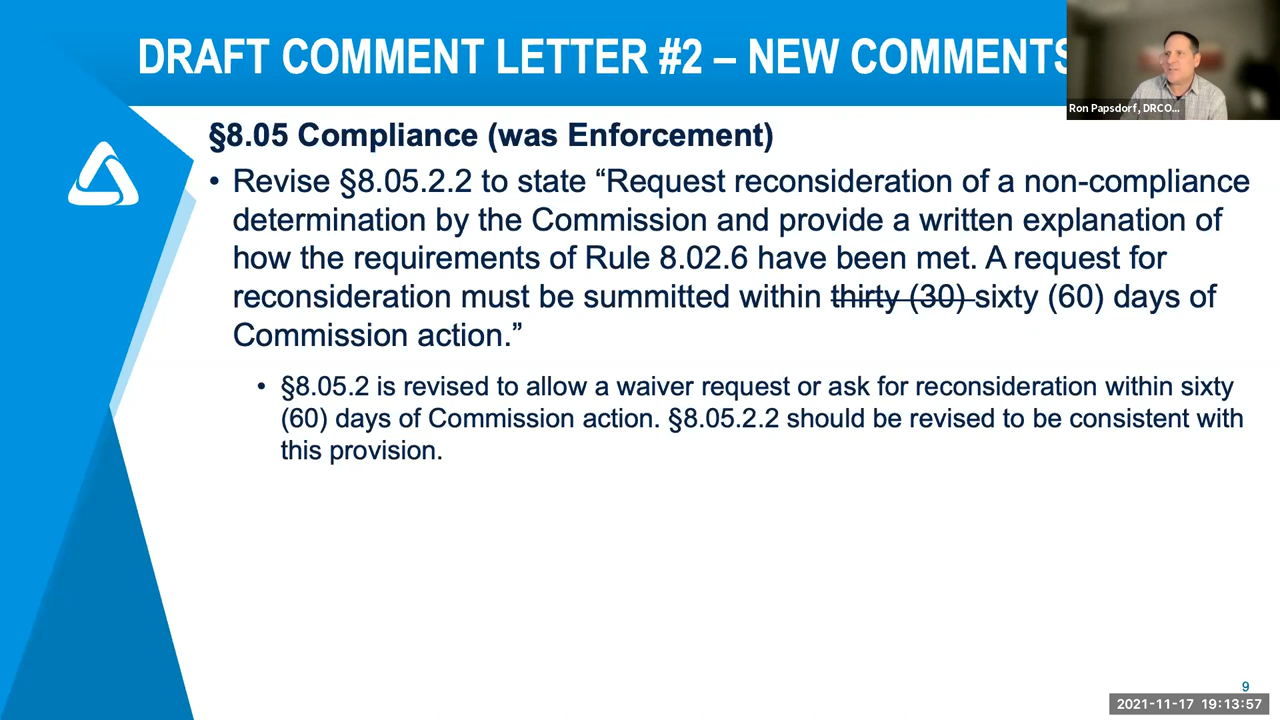 DRAFT COMMENT LETTER #2 – NEW COMMENTS
Ron Papsdorf, DRCO...
§8.05 Compliance (was Enforcement)
• Revise §8.05.2.2 to state “Request reconsideration of a non-compliance
determination by the Commission and provide a written explanation of
how the requirements of Rule 8.02.6 have been met. A request for
reconsideration must be summitted within thirty (30) sixty (60) days of
Commission action.”
• §8.05.2 is revised to allow a waiver request or ask for reconsideration within sixty
(60) days of Commission action. §8.05.2.2 should be revised to be consistent with
this provision.
9
2021-11-17 19:13:57